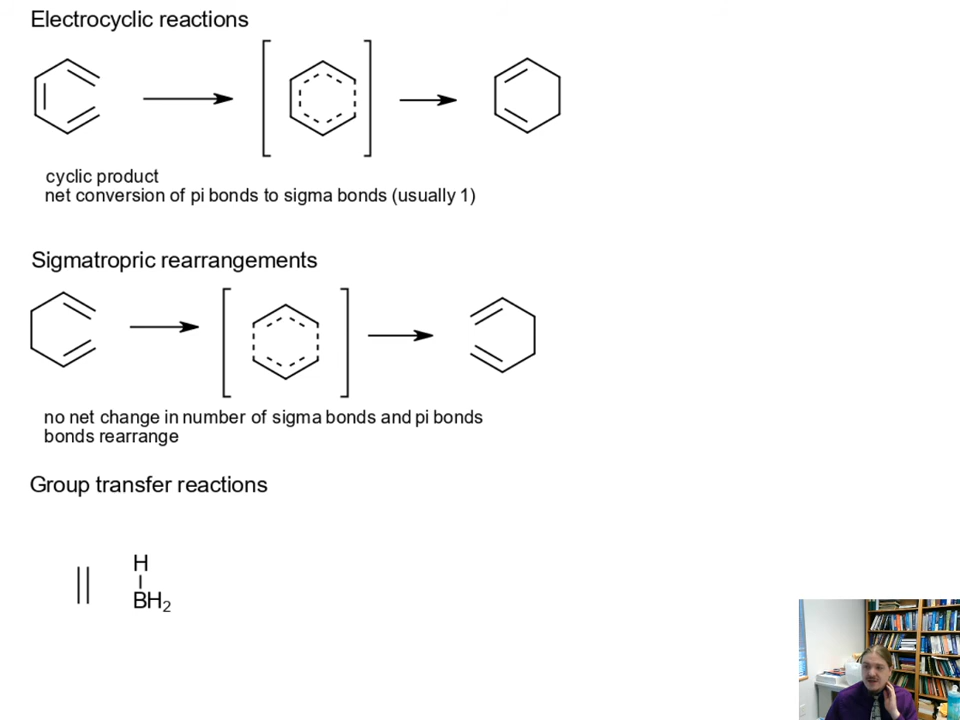 Electrocyclic reactions
cyclic product
net conversion of pi bonds to sigma bonds (usually 1)
Sigmatropric rearrangements
no net change in number of sigma bonds and pi bonds
bonds rearrange
Group transfer reactions
H
BH₂